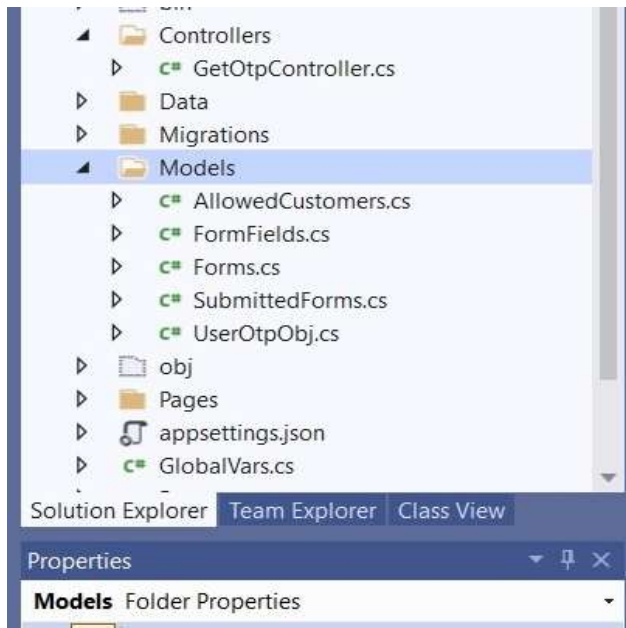 Controllers
C# GetOtpController.cs
Data
Migrations
Models
C# AllowedCustomers.cs
C# FormFields.cs
C# Forms.cs
C# SubmittedForms.cs
C# UserOtpObj.cs
obj
Pages
appsettings.json
C# GlobalVars.cs
Solution Explorer Team Explorer Class View
Properties
Models Folder Properties